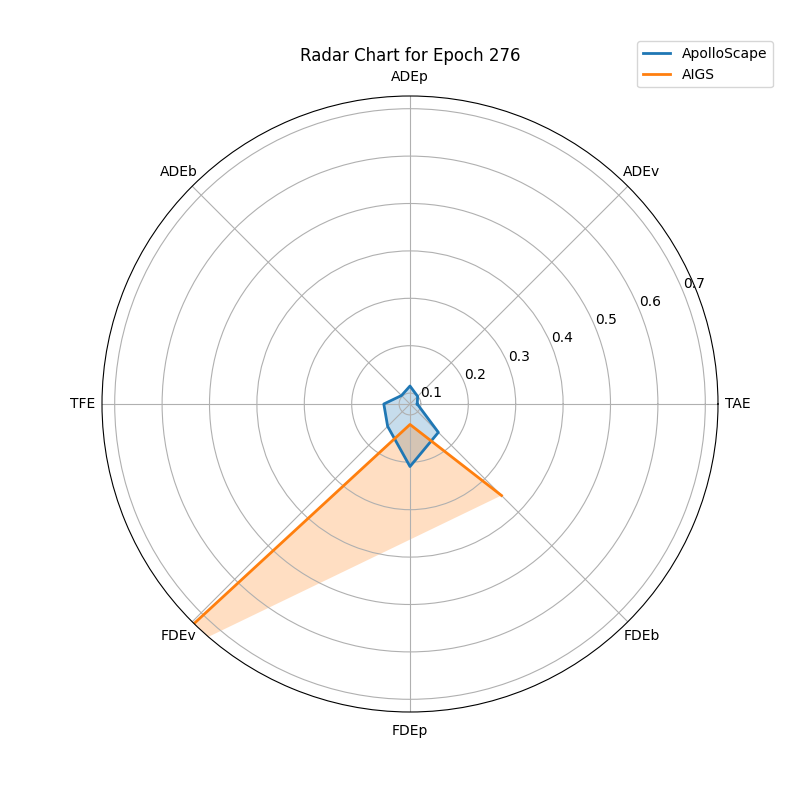 Radar Chart for Epoch 276
ApolloScape
AIGS
ADEp
ADEb
ADEv
0.7
0.6
0.5
0.4
0.3
0.2
0.1
TFE
TAE
FDEv
FDEb
FDEp